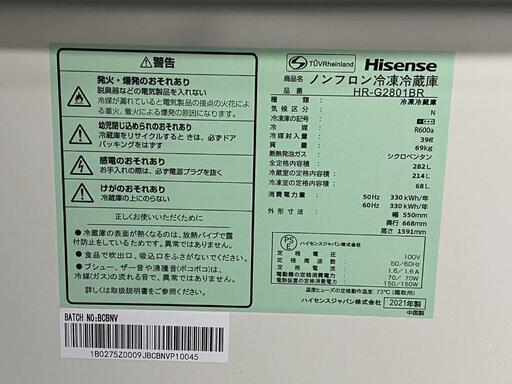 ⚠警告
発火・爆発のおそれあり
脱臭器などの電気製品を入れない
冷媒が漏れていると電気製品の接点の火花による着火、着火による爆発の原因になります。
幼児閉じ込められのおそれあり
冷蔵庫をリサイクルするときは、必ずドアパッキングをはずす
感電のおそれあり
お手入れの際は、必ず電源プラグを抜く
けがのおそれあり
冷蔵庫の上にのらない
正しくお使いいただくために
●冷蔵庫の表面が熱くなるのは、放熱パイプで露付防止をしているためで、故障ではありません。
●食品で吹出し口、吸込口をふさがないでください。
●ブシュー、ザー音や沸騰音(ボコボコ)は、冷媒(ガス)の流れる音で、異常ではありません。
詳しい内容は取扱説明書をご覧ください。
TÜVRheinland
Hisense
商品名 ノンフロン冷凍冷蔵庫
品番 HR-G2801BR
種類 冷凍冷蔵庫
気候区分 N
冷凍庫の記号
冷媒 R600a
冷媒封入量 39g
質量 69kg
断熱発泡ガス シクロペンタン
全定格内容積 282L
冷蔵室の定格内容積 214L
冷凍室の定格内容積 68L
消費電力量 50Hz 330 kWh/年
60Hz 330 kWh/年
外形寸法 幅 550mm
奥行 668mm
高さ 1591mm
PSE
ハイセンスジャパン株式会社
定格電圧 100V
定格周波数 50/60Hz
定格電流 1.6/1.6A
電動機の定格消費電力 70/70W
電熱装置の定格消費電力 150/150W
温度ヒューズの定格動作温度:73℃(霜取用)
ハイセンスジャパン株式会社
2021年製
中国製
BATCH NO:BCBNV
1B0275Z0009JBCBNVP10045